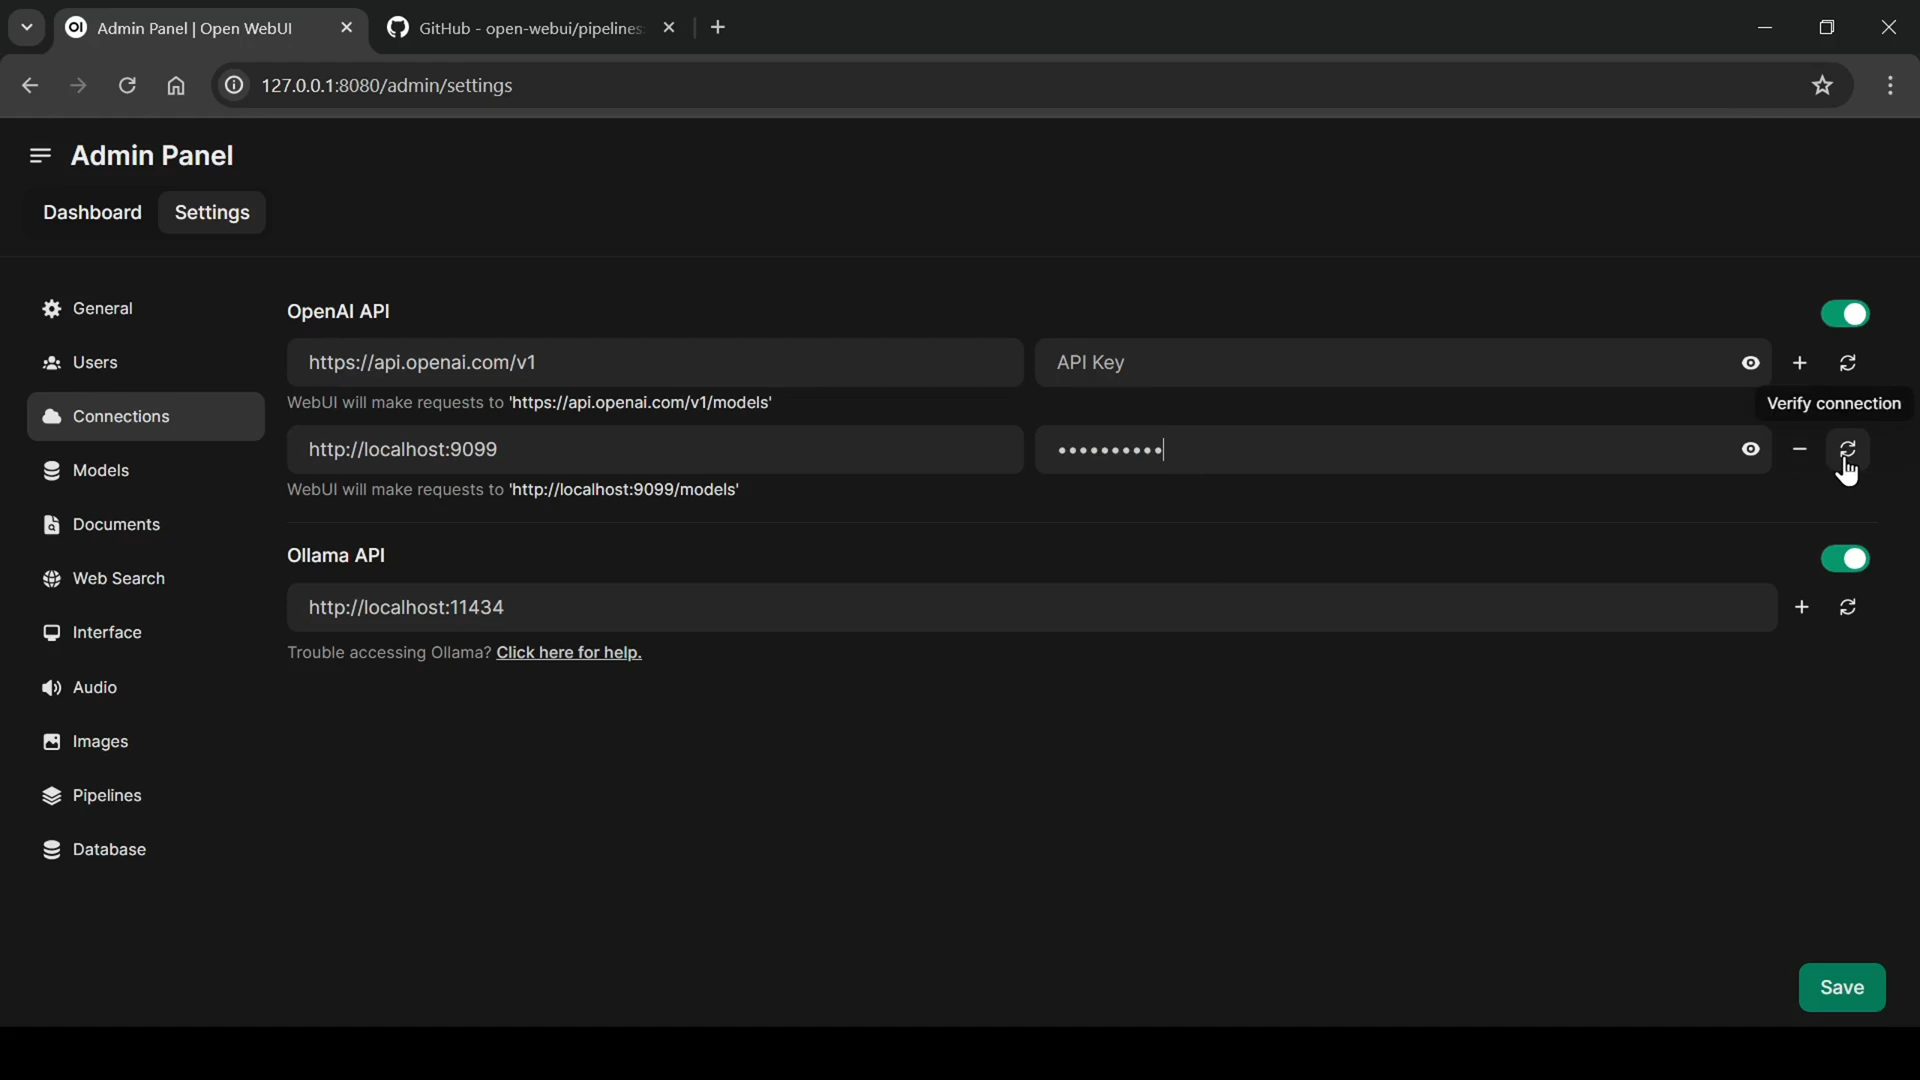 Admin Panel | Open WebUI
GitHub - open-webui/pipelines:
127.0.0.1:8080/admin/settings
Admin Panel
Dashboard
Settings
General
Users
Connections
Models
Documents
Web Search
Interface
Audio
Images
Pipelines
Database
OpenAI API
https://api.openai.com/v1
API Key
WebUI will make requests to 'https://api.openai.com/v1/models'
Verify connection
http://localhost:9099
••••••••••
WebUI will make requests to 'http://localhost:9099/models'
Ollama API
http://localhost:11434
Trouble accessing Ollama? Click here for help.
Save